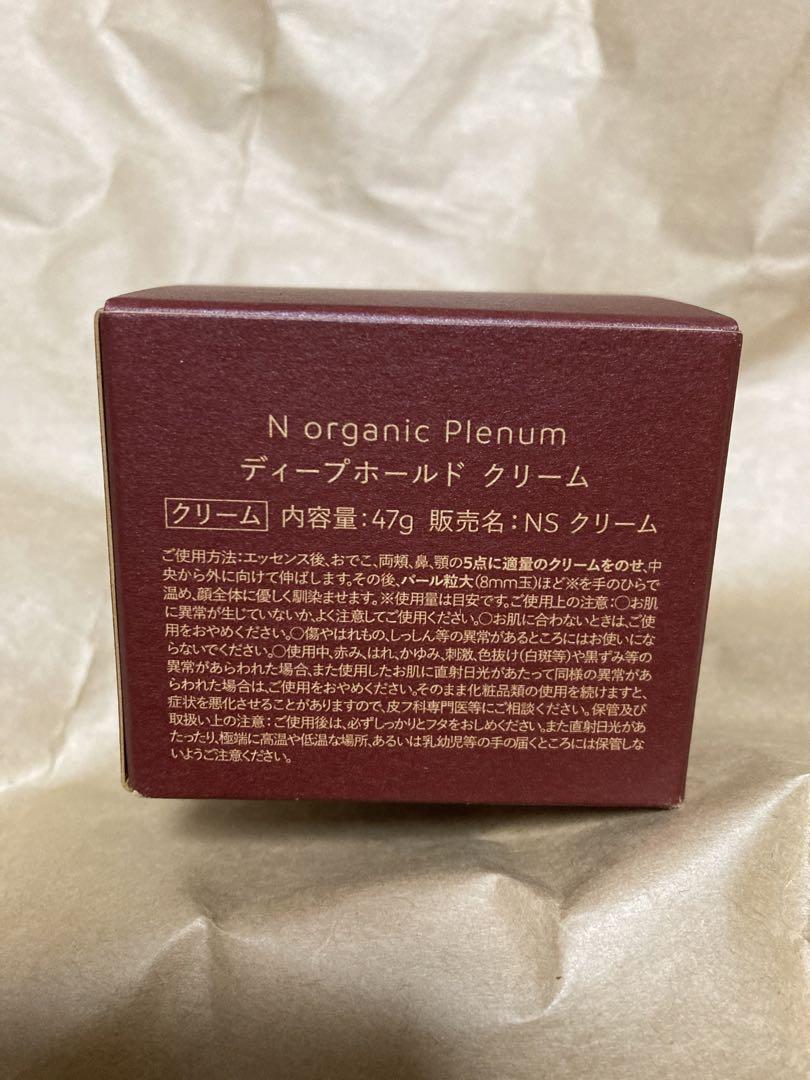 N organic Plenum
ディープホールド クリーム
クリーム 内容量:47g 販売名:NS クリーム
ご使用方法:エッセンス後、おでこ、両頬、鼻、顎の5点に適量のクリームをのせ、中
央から外に向けて伸ばします。その後、パール粒大(8mm玉)ほど※を手のひらで
温め、顔全体に優しく馴染ませます。※使用量は目安です。ご使用上の注意:○お肌
に異常が生じていないか、よく注意してご使用ください。○お肌に合わないときは、ご使
用をおやめください。○傷やはれもの、しっしん等の異常があるところにはお使いにな
らないでください。○使用中、赤み、はれ、かゆみ、刺激、色抜け(白斑等)や黒ずみ等の
異常があらわれた場合、また使用したお肌に直射日光があたって同様の異常があ
らわれた場合は、ご使用をおやめください。そのまま化粧品類の使用を続けますと、
症状を悪化させることがありますので、皮フ科専門医等にご相談ください。保管及び
取扱い上の注意:ご使用後は、必ずしっかりとフタをおしめください。また直射日光があ
たったり、極端に高温や低温な場所、あるいは乳幼児等の手の届くところには保管しな
いようご注意ください。